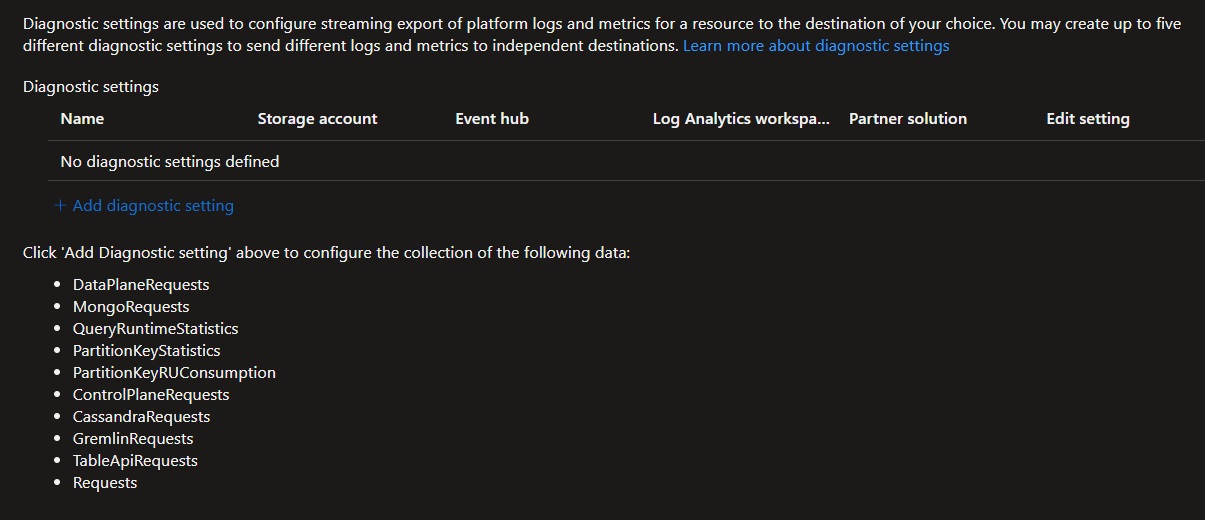 Diagnostic settings are used to configure streaming export of platform logs and metrics for a resource to the destination of your choice. You may create up to five
different diagnostic settings to send different logs and metrics to independent destinations. Learn more about diagnostic settings
Diagnostic settings
Name Storage account Event hub Log Analytics workspa... Partner solution Edit setting
No diagnostic settings defined
+ Add diagnostic setting
Click 'Add Diagnostic setting' above to configure the collection of the following data:
• DataPlaneRequests
• MongoRequests
• QueryRuntimeStatistics
• PartitionKeyStatistics
• PartitionKeyRUConsumption
• ControlPlaneRequests
• CassandraRequests
• GremlinRequests
• TableApiRequests
• Requests